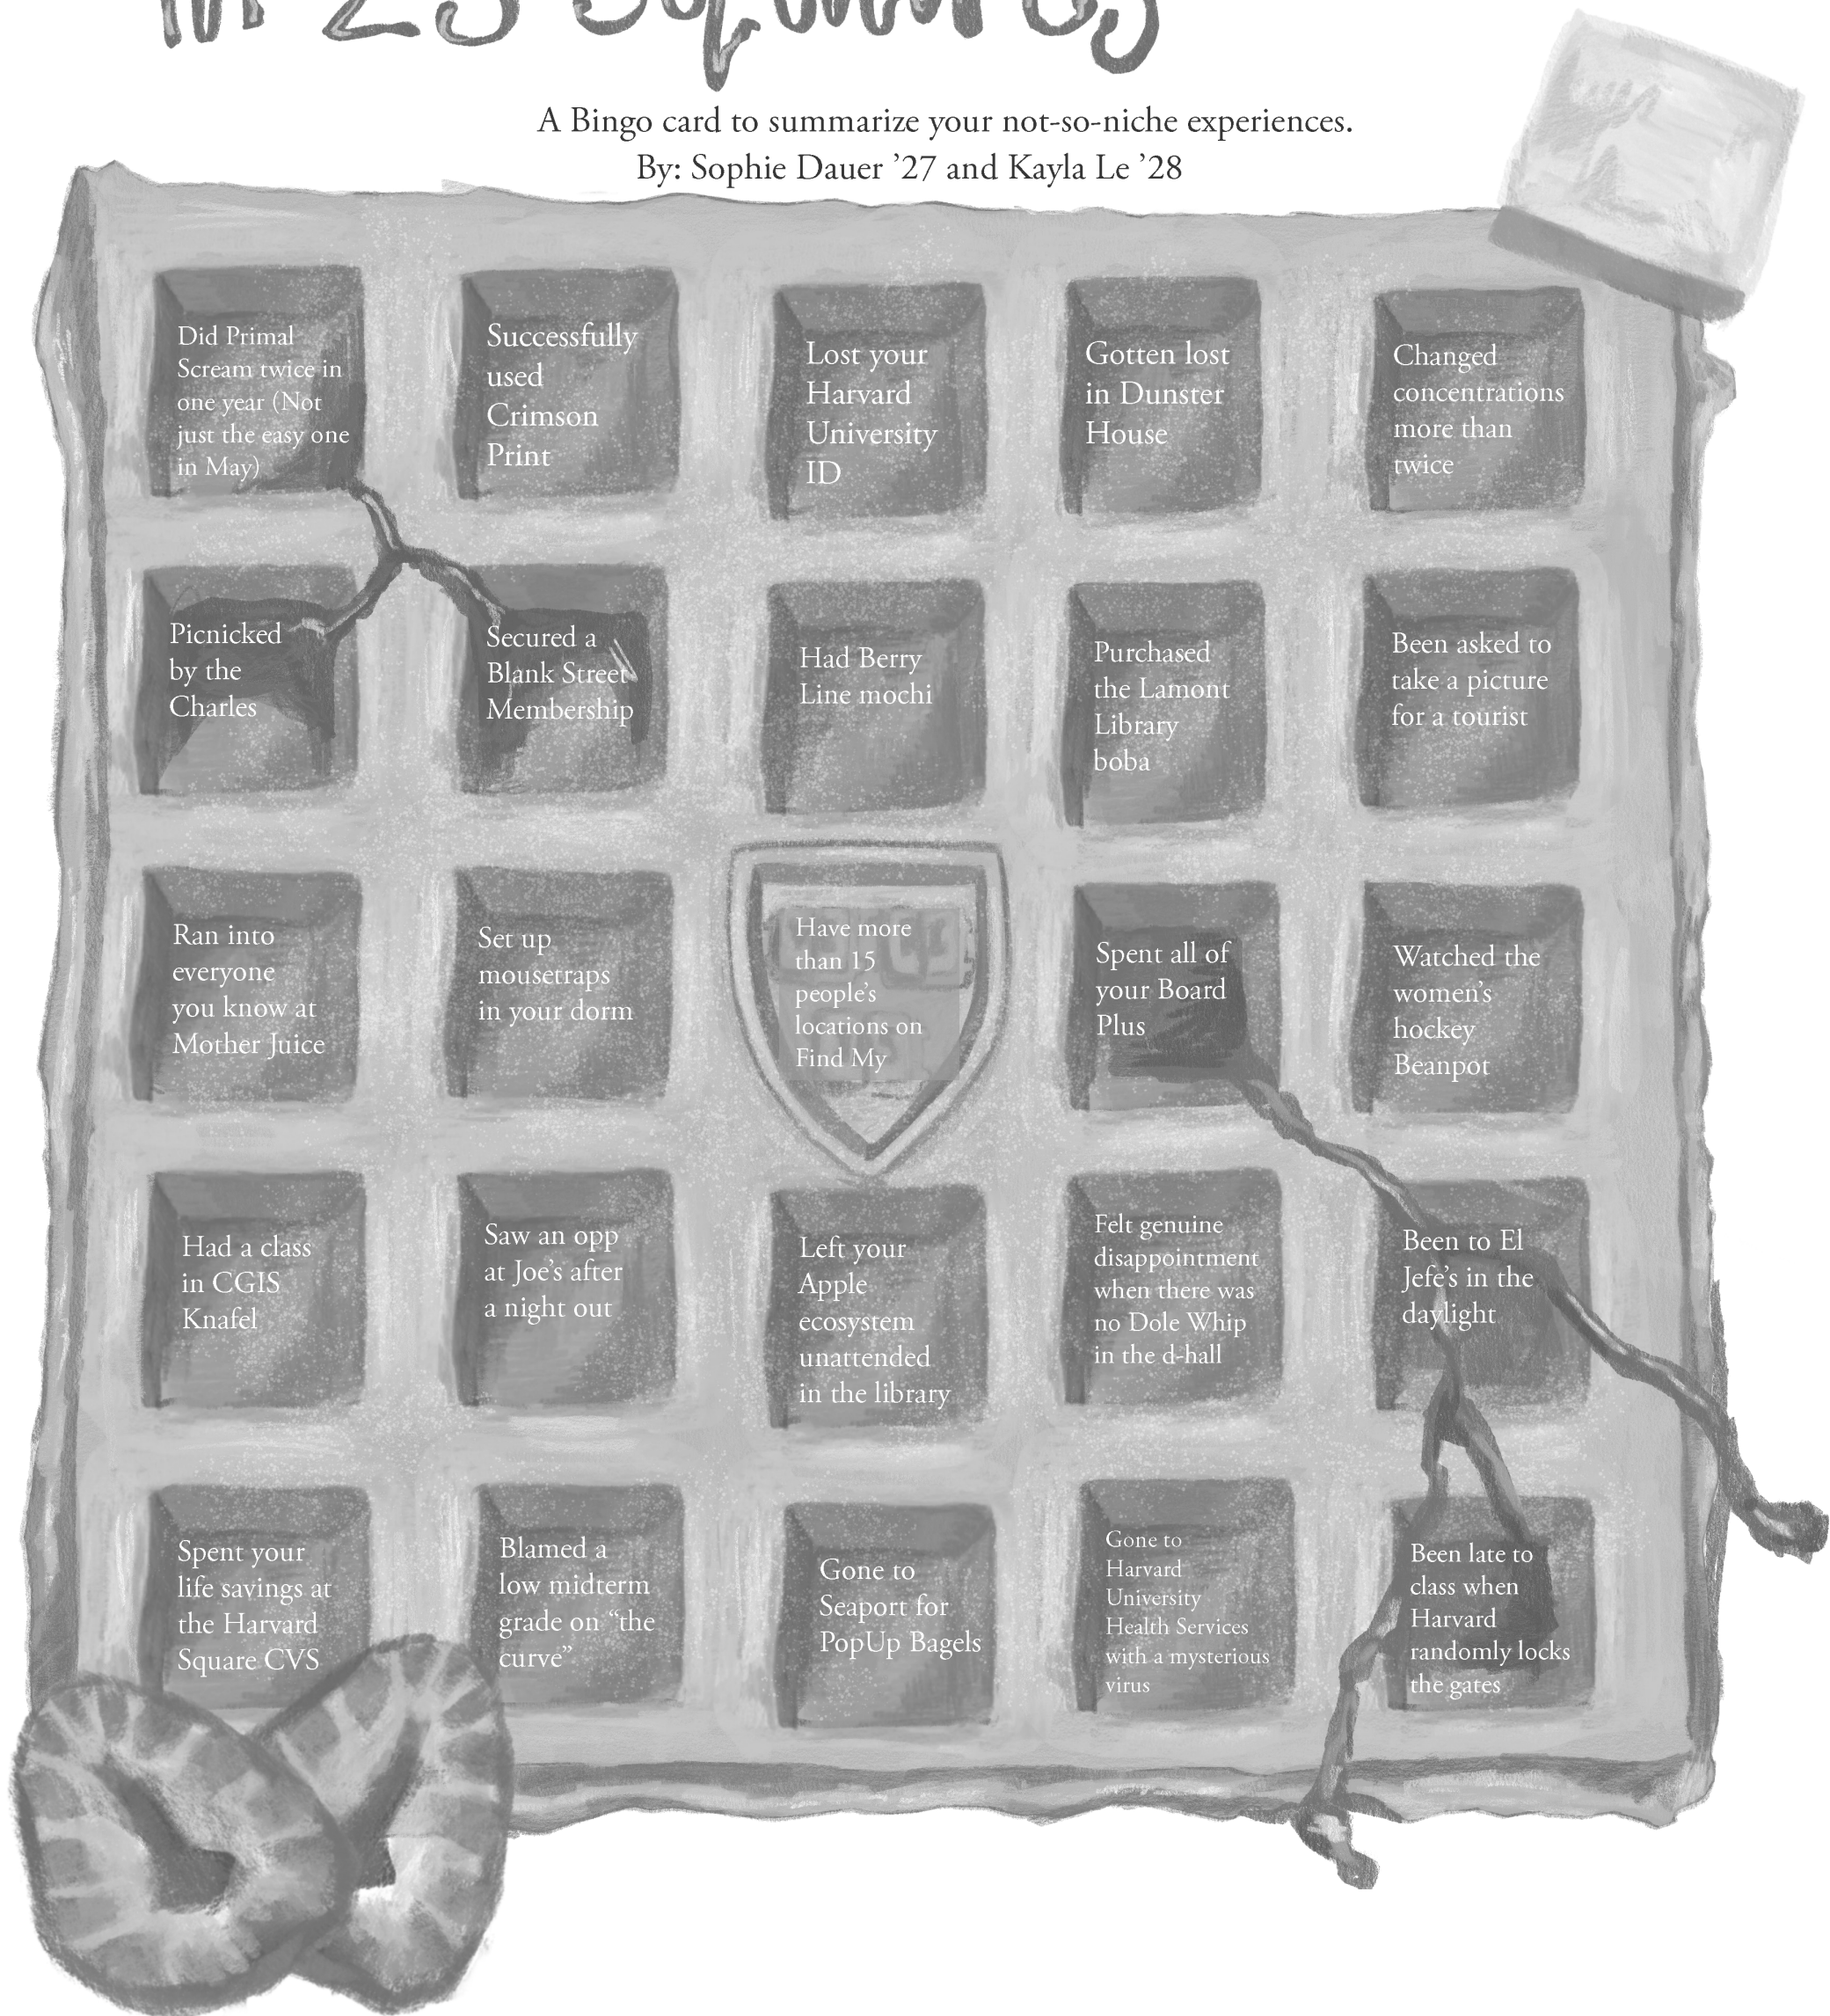 in 25 Squares
A Bingo card to summarize your not-so-niche experiences.
By: Sophie Dauer ’27 and Kayla Le ’28
Did Primal
Scream twice in
one year (Not
just the easy one
in May)
Successfully
used
Crimson
Print
Lost your
Harvard
University
ID
Gotten lost
in Dunster
House
Changed
concentrations
more than
twice
Picnicked
by the
Charles
Secured a
Blank Street
Membership
Had Berry
Line mochi
Purchased
the Lamont
Library
boba
Been asked to
take a picture
for a tourist
Ran into
everyone
you know at
Mother Juice
Set up
mousetraps
in your dorm
Have more
than 15
people’s
locations on
Find My
Spent all of
your Board
Plus
Watched the
women’s
hockey
Beanpot
Had a class
in CGIS
Knafel
Saw an opp
at Joe’s after
a night out
Left your
Apple
ecosystem
unattended
in the library
Felt genuine
disappointment
when there was
no Dole Whip
in the d-hall
Been to El
Jefe’s in the
daylight
Spent your
life savings at
the Harvard
Square CVS
Blamed a
low midterm
grade on “the
curve”
Gone to
Seaport for
PopUp Bagels
Gone to
Harvard
University
Health Services
with a mysterious
virus
Been late to
class when
Harvard
randomly locks
the gates